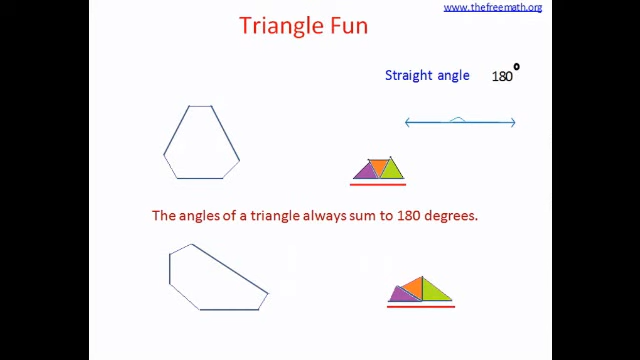 www.thefreemath.org
Triangle Fun
Straight angle 180°
The angles of a triangle always sum to 180 degrees.